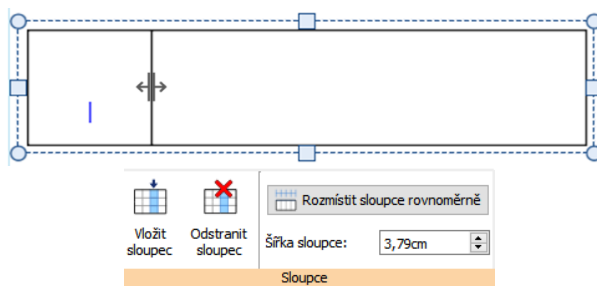 Vložit
sloupec
Odstranit
sloupec
Rozmístit sloupce rovnoměrně
Šířka sloupce:
3,79cm
Sloupce